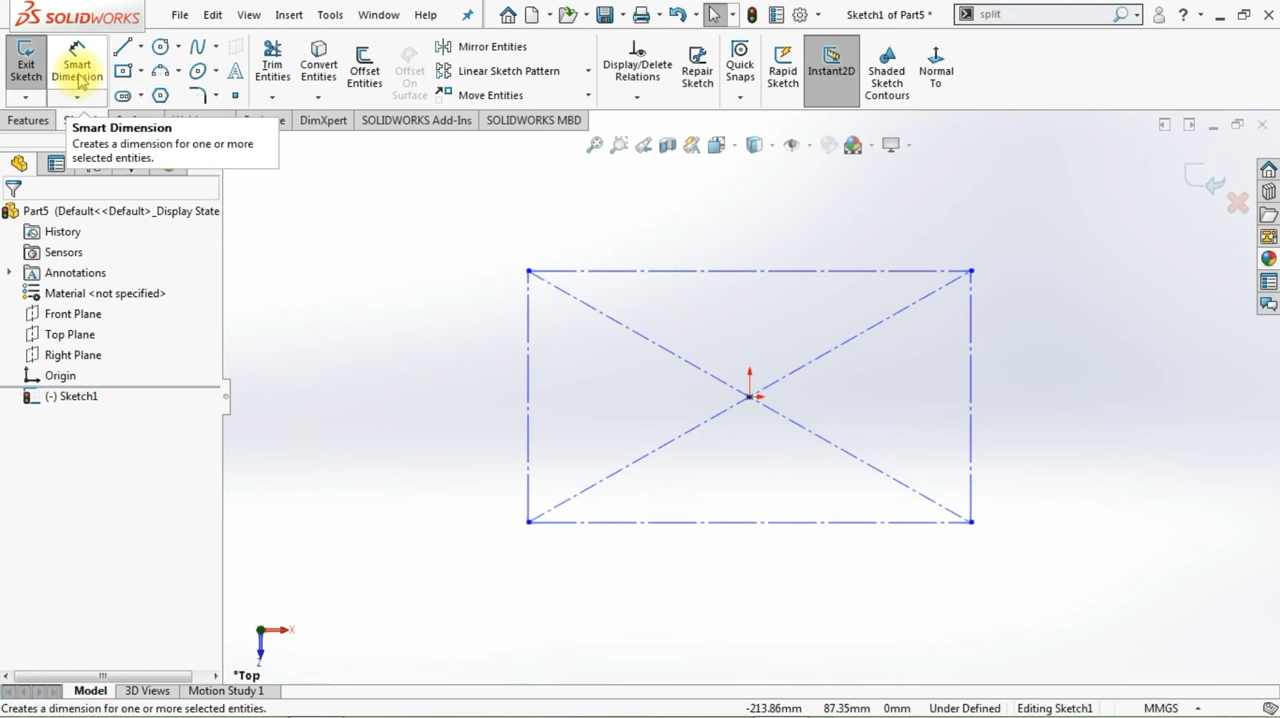 SOLIDWORKS
File
Edit
View
Insert
Tools
Window
Help
Sketch1 of Part5 *
split
?
Exit Sketch
Smart Dimension
Trim Entities
Convert Entities
Offset Entities
Offset On Surface
Mirror Entities
Linear Sketch Pattern
Move Entities
Display/Delete Relations
Repair Sketch
Quick Snaps
Rapid Sketch
Instant2D
Shaded Sketch Contours
Normal To
Features
DimXpert
SOLIDWORKS Add-Ins
SOLIDWORKS MBD
Smart Dimension
Creates a dimension for one or more
selected entities.
Part5 (Default<<Default>_Display State
History
Sensors
Annotations
Material <not specified>
Front Plane
Top Plane
Right Plane
Origin
(-) Sketch1
X
Z
*Top
Model
3D Views
Motion Study 1
Creates a dimension for one or more selected entities.
-213.86mm
87.35mm
0mm
Under Defined
Editing Sketch1
MMGS